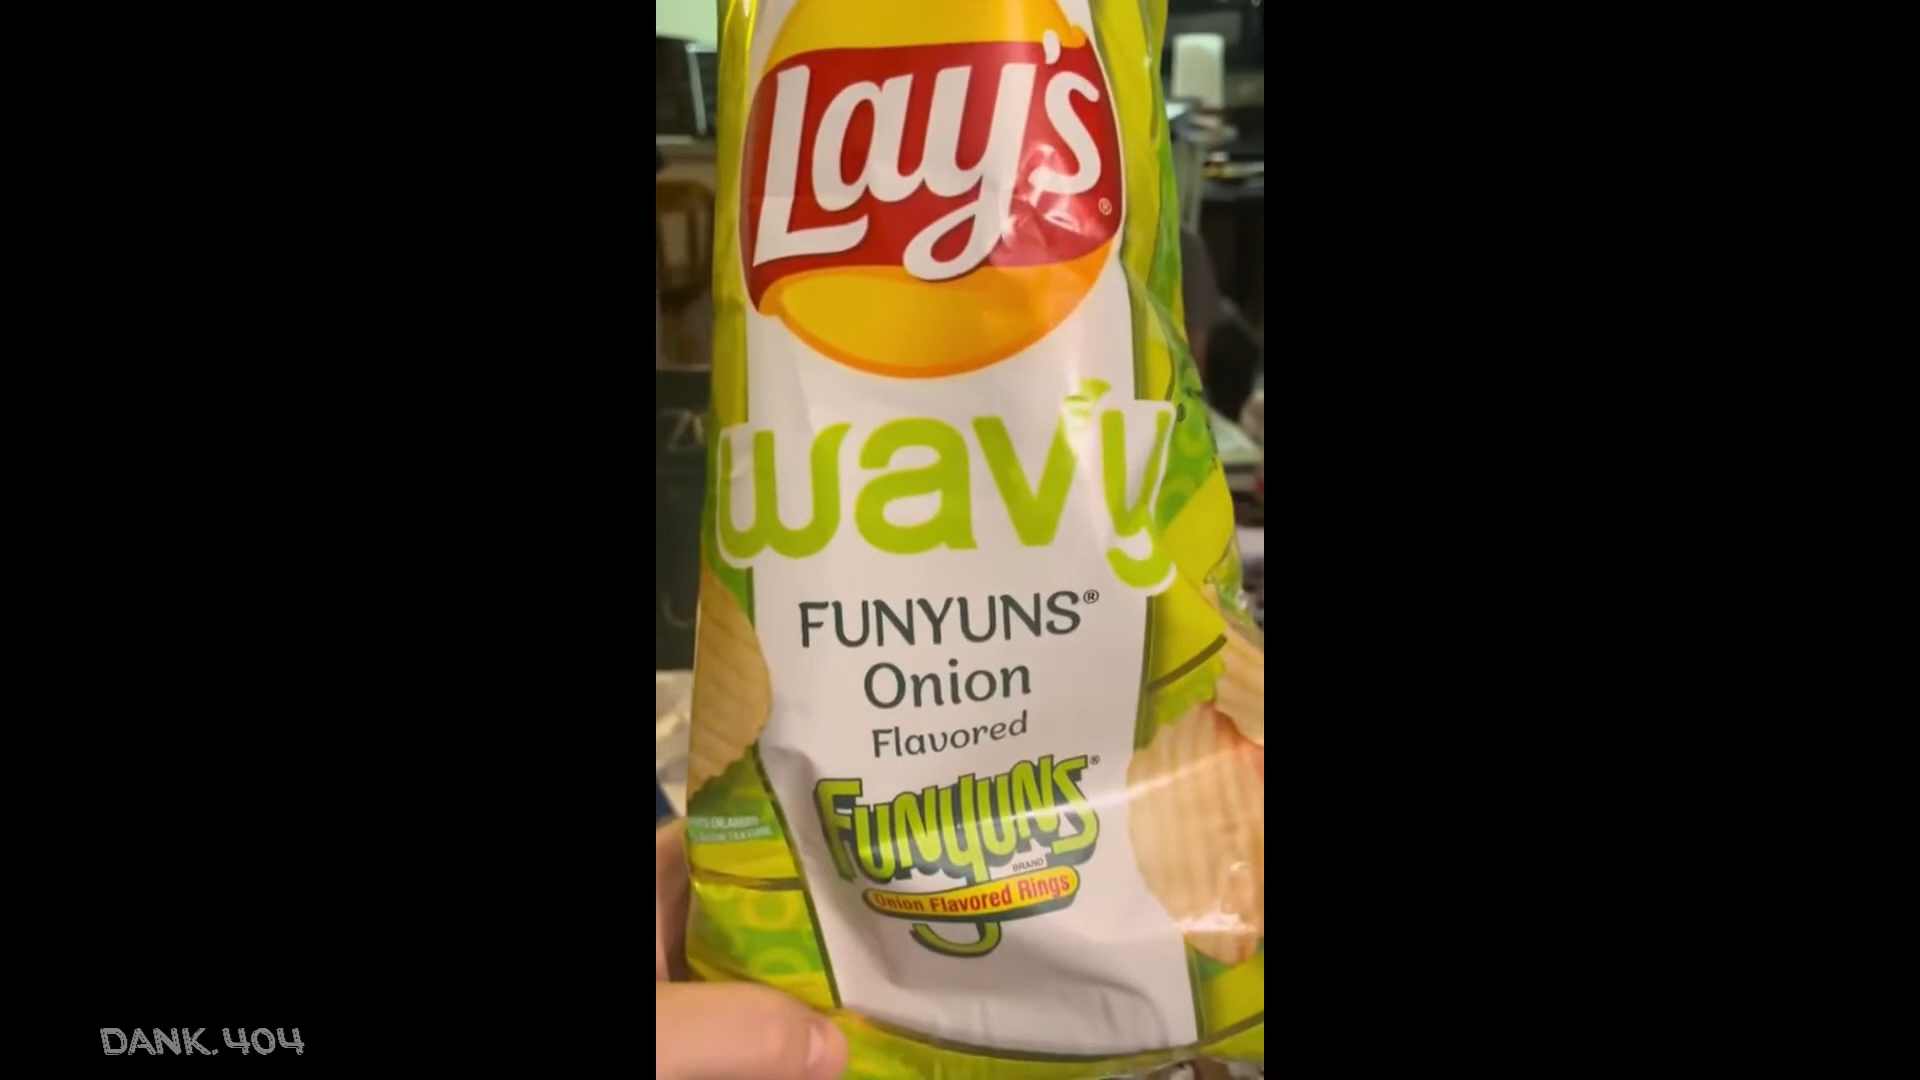 Lay's®
wavy
FUNYUNS®
Onion
Flavored
FUNYUNS®
BRAND
Onion Flavored Rings
DANK.404